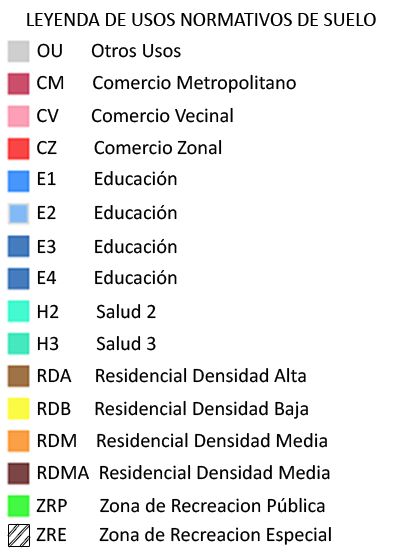 LEYENDA DE USOS NORMATIVOS DE SUELO
OU Otros Usos
CM Comercio Metropolitano
CV Comercio Vecinal
CZ Comercio Zonal
E1 Educación
E2 Educación
E3 Educación
E4 Educación
H2 Salud 2
H3 Salud 3
RDA Residencial Densidad Alta
RDB Residencial Densidad Baja
RDM Residencial Densidad Media
RDMA Residencial Densidad Media
ZRP Zona de Recreacion Pública
ZRE Zona de Recreacion Especial